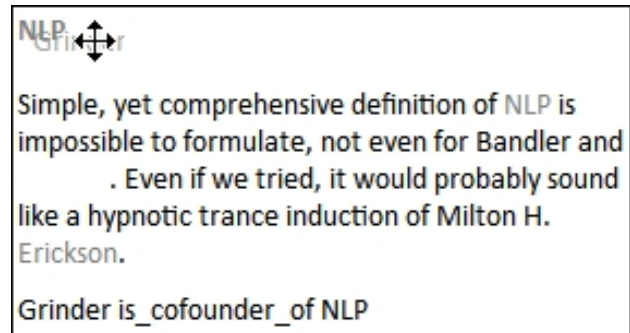 NLP
Grinder
Simple, yet comprehensive definition of NLP is
impossible to formulate, not even for Bandler and
. Even if we tried, it would probably sound
like a hypnotic trance induction of Milton H.
Erickson.
Grinder is_cofounder_of NLP